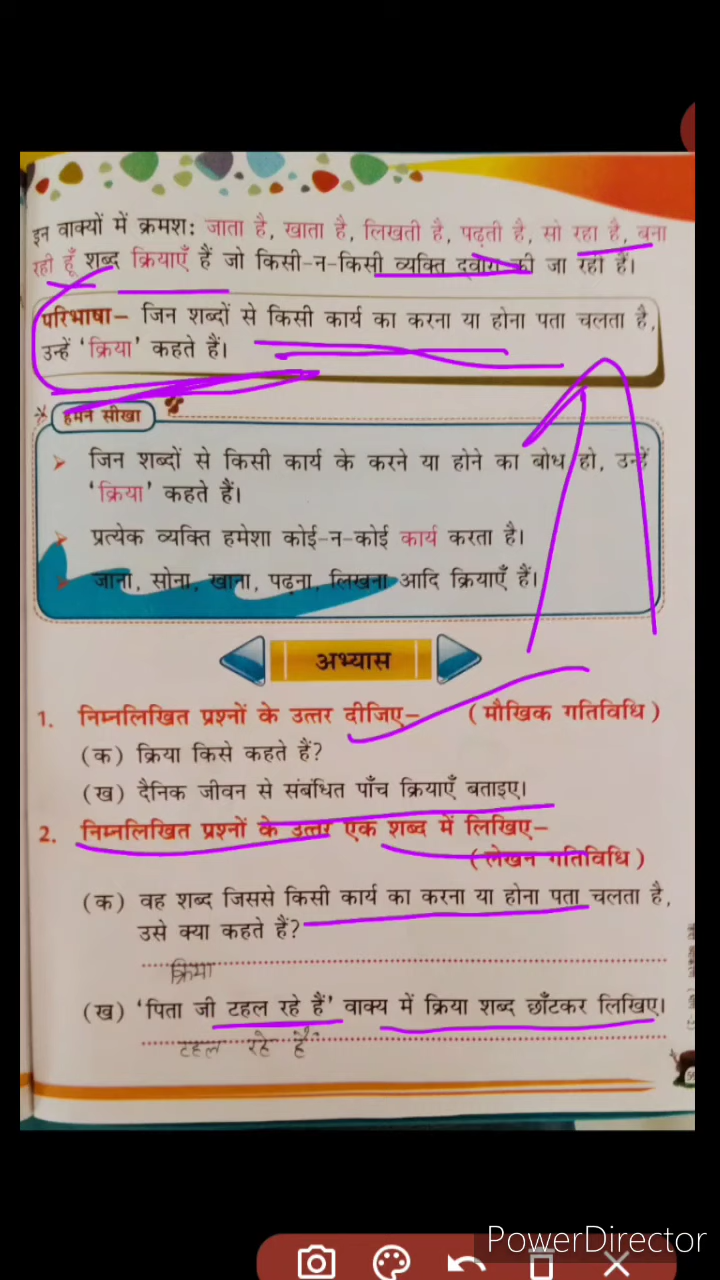 इन वाक्यों में क्रमश: जाता है, खाता है, लिखती है, पढ़ती है, सो रहा है, बना
रही हूँ शब्द क्रियाएँ हैं जो किसी-न-किसी व्यक्ति द्वारा की जा रही हैं।
परिभाषा– जिन शब्दों से किसी कार्य का करना या होना पता चलता है,
उन्हें 'क्रिया' कहते हैं।
हमने सीखा
जिन शब्दों से किसी कार्य के करने या होने का बोध हो, उन्हें
'क्रिया' कहते हैं।
प्रत्येक व्यक्ति हमेशा कोई-न-कोई कार्य करता है।
जाना, सोना, खाना, पढ़ना, लिखना आदि क्रियाएँ हैं।
अभ्यास
1. निम्नलिखित प्रश्नों के उत्तर दीजिए– (मौखिक गतिविधि)
(क) क्रिया किसे कहते हैं?
(ख) दैनिक जीवन से संबंधित पाँच क्रियाएँ बताइए।
2. निम्नलिखित प्रश्नों के उत्तर एक शब्द में लिखिए–
(लेखन गतिविधि)
(क) वह शब्द जिससे किसी कार्य का करना या होना पता चलता है,
उसे क्या कहते हैं?
क्रिया
(ख) 'पिता जी टहल रहे हैं' वाक्य में क्रिया शब्द छाँटकर लिखिए।
टहल रहे हैं
PowerDirector